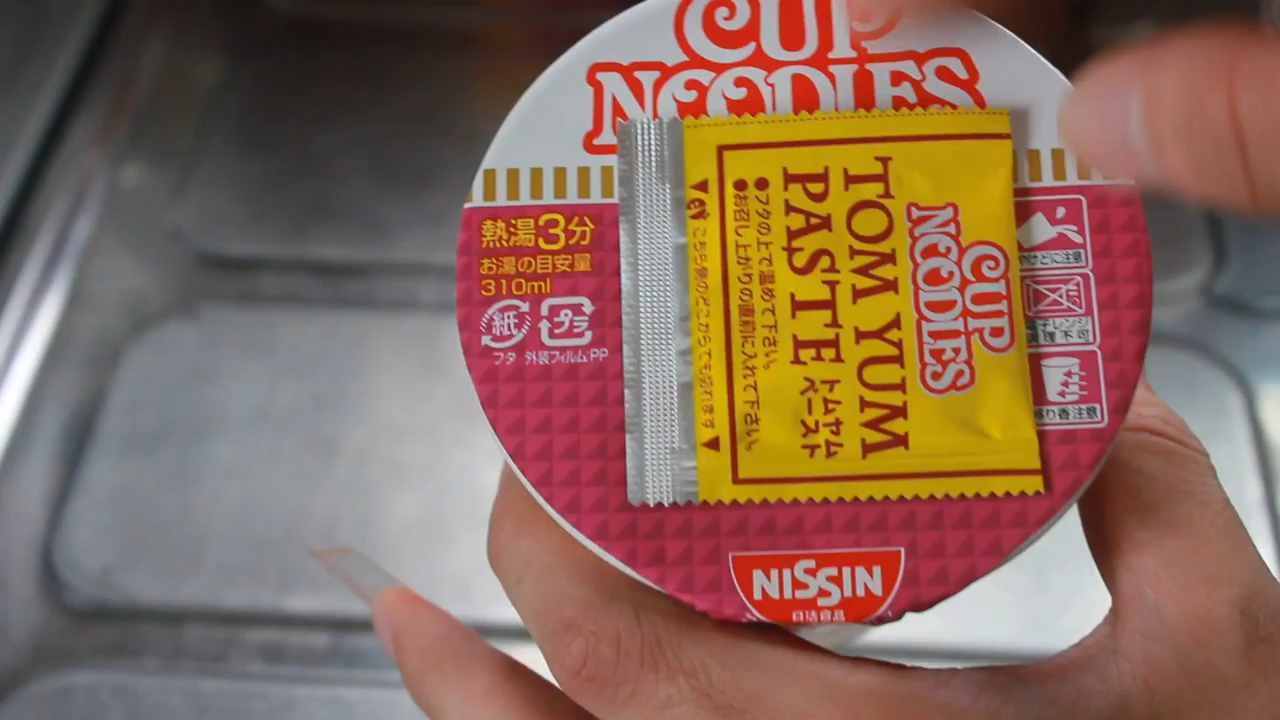 CUP
NOODLES
熱湯3分
お湯の目安量
310ml
紙
プラ
フタ 外装フィルム:PP
CUP
NOODLES
TOM YUM
PASTE
トムヤム
ペースト
●フタの上で温めて下さい。
●お召し上がりの直前に入れて下さい。
こちら側のどこからでも切れます
やけどに注意
電子レンジ
調理不可
移り香注意
NISSIN
日清食品